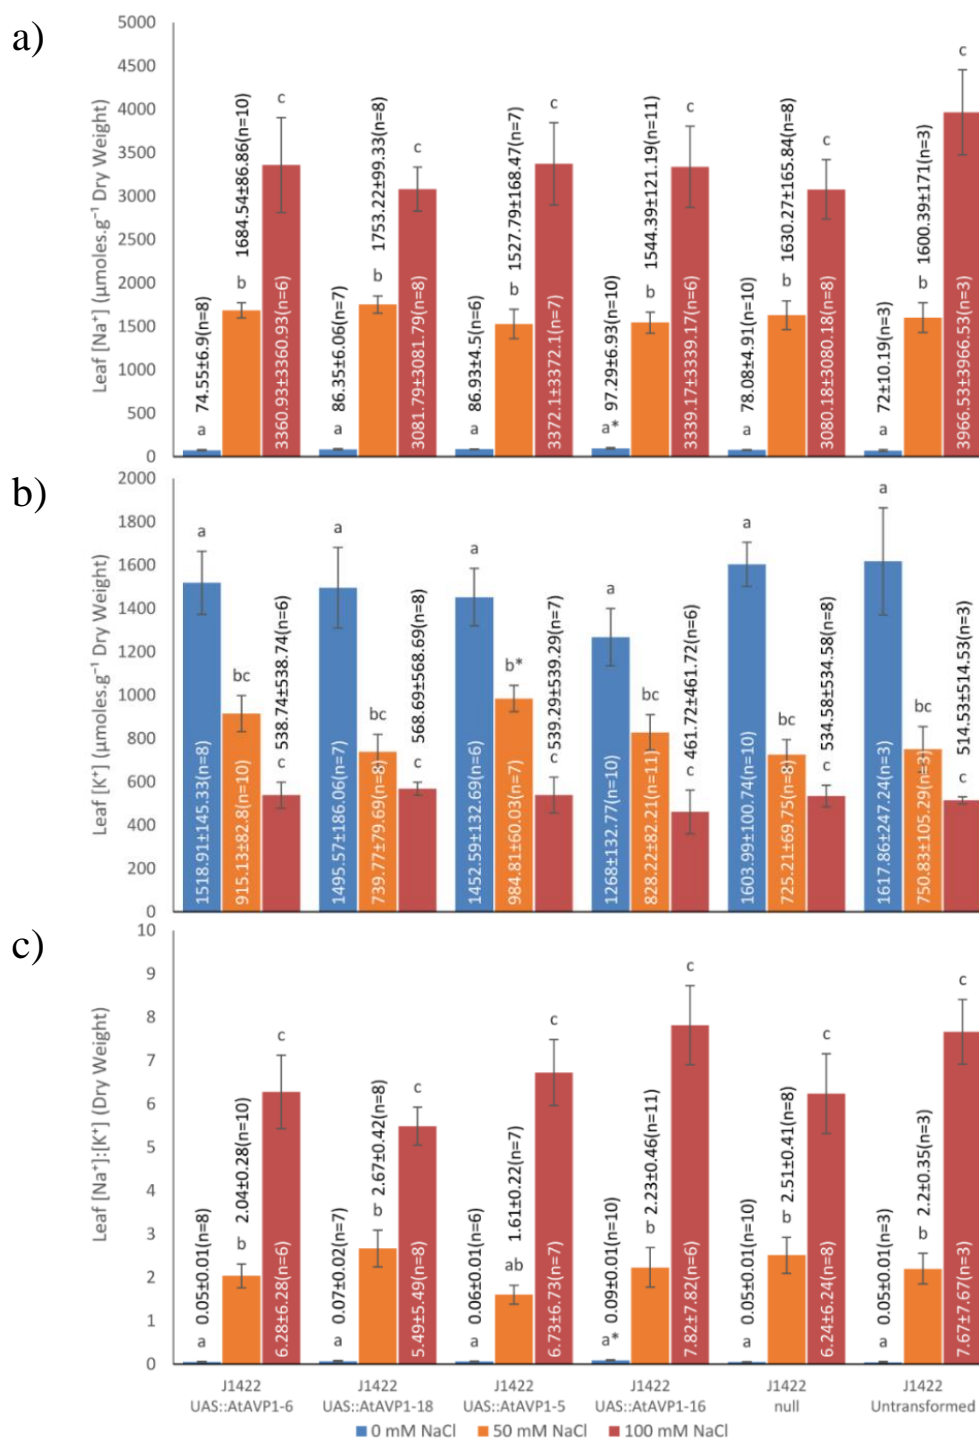 a)
Leaf [Na⁺] (μmoles.g⁻¹ Dry Weight)
5000
4500
4000
3500
3000
2500
2000
1500
1000
500
0
74.55±6.96(n=8)
a
1684.54±86.86(n=10)
b
3360.93±3360.93(n=6)
c
86.35±6.06(n=7)
a
1753.22±99.33(n=8)
b
3081.79±3081.79(n=8)
c
86.93±4.5(n=6)
a
1527.79±168.47(n=7)
b
3372.1±3372.1(n=7)
c
97.29±6.93(n=10)
a*
1544.39±121.19(n=11)
b
3339.17±3339.17(n=6)
c
78.08±4.91(n=10)
a
1630.27±165.84(n=8)
b
3080.18±3080.18(n=8)
c
72±10.19(n=3)
a
1600.39±171(n=3)
b
3966.53±3966.53(n=3)
c
b)
Leaf [K⁺] (μmoles.g⁻¹ Dry Weight)
2000
1800
1600
1400
1200
1000
800
600
400
200
0
a
1518.91±145.33(n=8)
bc
915.13±82.8(n=10)
538.74±538.74(n=6)
c
a
1495.57±186.06(n=7)
bc
739.77±79.69(n=8)
568.69±568.69(n=8)
c
a
1452.59±132.69(n=6)
b*
984.81±60.03(n=7)
539.29±539.29(n=7)
c
a
1268±132.77(n=10)
bc
828.22±82.21(n=11)
461.72±461.72(n=6)
c
a
1603.99±100.74(n=10)
bc
725.21±69.75(n=8)
534.58±534.58(n=8)
c
a
1617.86±247.24(n=3)
bc
750.83±105.29(n=3)
514.53±514.53(n=3)
c
c)
Leaf [Na⁺]:[K⁺] (Dry Weight)
10
9
8
7
6
5
4
3
2
1
0
0.05±0.01(n=8)
a
2.04±0.28(n=10)
b
6.28±6.28(n=6)
c
0.07±0.02(n=7)
a
2.67±0.42(n=8)
b
5.49±5.49(n=8)
c
0.06±0.01(n=6)
a
1.61±0.22(n=7)
ab
6.73±6.73(n=7)
c
0.09±0.01(n=10)
a*
2.23±0.46(n=11)
b
7.82±7.82(n=6)
c
0.05±0.01(n=10)
a
2.51±0.41(n=8)
b
6.24±6.24(n=8)
c
0.05±0.01(n=3)
a
2.2±0.35(n=3)
b
7.67±7.67(n=3)
c
J1422
UAS::AtAVP1-6
J1422
UAS::AtAVP1-18
J1422
UAS::AtAVP1-5
J1422
UAS::AtAVP1-16
J1422
null
J1422
Untransformed
0 mM NaCl
50 mM NaCl
100 mM NaCl